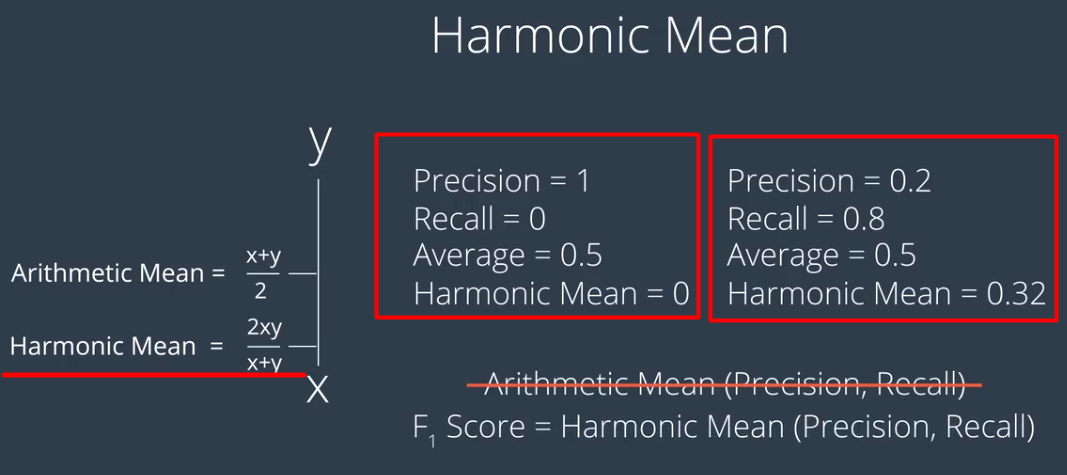 Harmonic Mean
y
Arithmetic Mean = x+y
2
Harmonic Mean = 2xy
x+y
x
Precision = 1
Recall = 0
Average = 0.5
Harmonic Mean = 0
Precision = 0.2
Recall = 0.8
Average = 0.5
Harmonic Mean = 0.32
Arithmetic Mean (Precision, Recall)
F1 Score = Harmonic Mean (Precision, Recall)